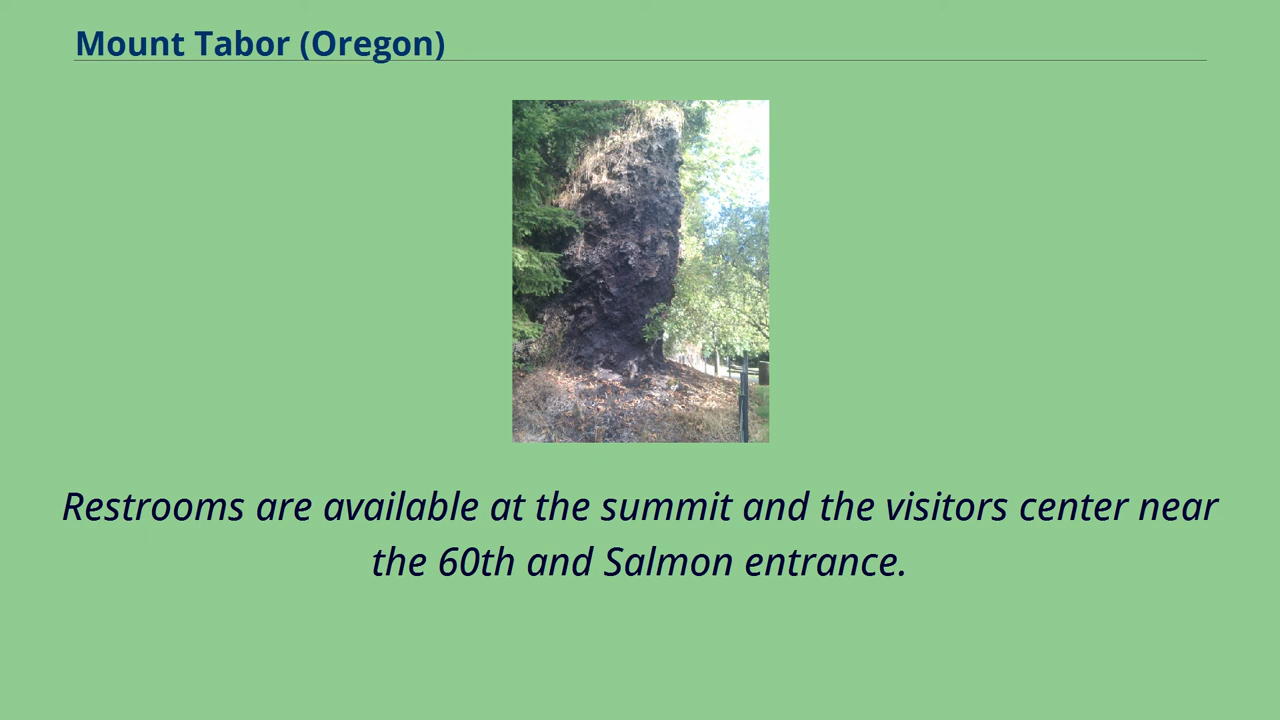 Mount Tabor (Oregon)
Restrooms are available at the summit and the visitors center near
the 60th and Salmon entrance.